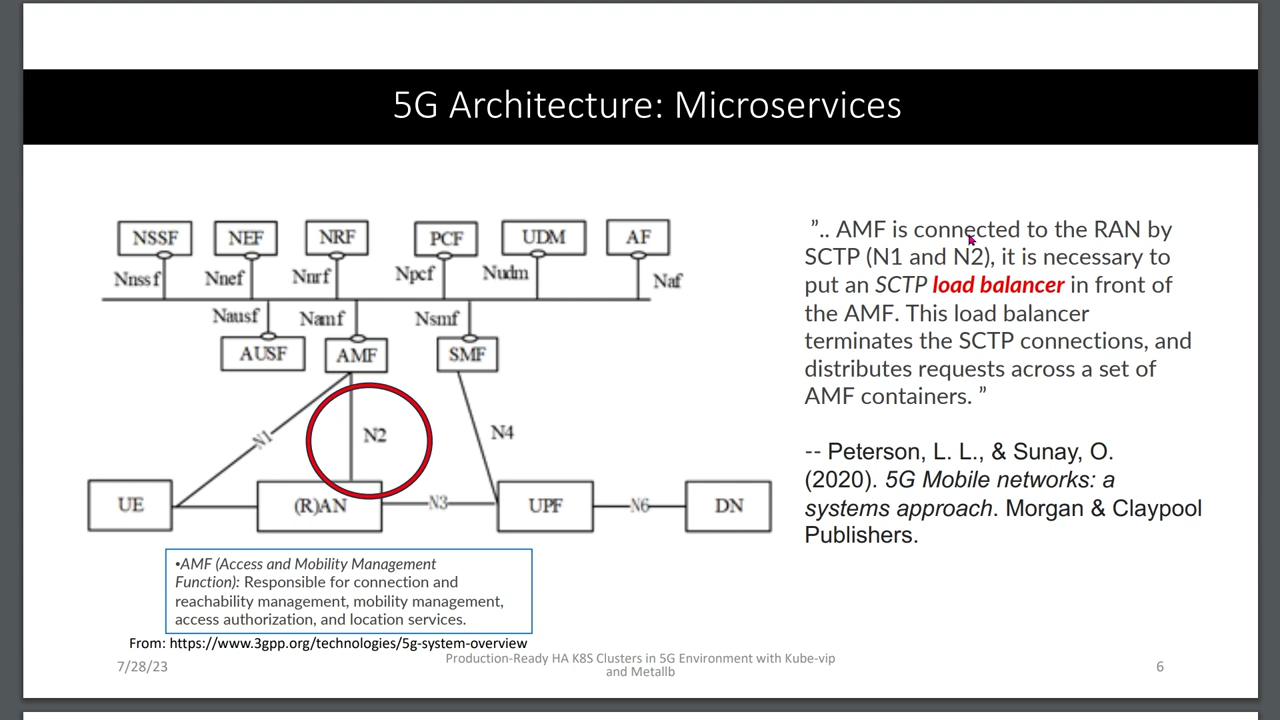 5G Architecture: Microservices
NSSF
NEF
NRF
PCF
UDM
AF
Nnssf
Nnef
Nnrf
Npcf
Nudm
Naf
Nausf
Namf
Nsmf
AUSF
AMF
SMF
N1
N2
N4
UE
(R)AN
N3
UPF
N6
DN
•AMF (Access and Mobility Management
Function): Responsible for connection and
reachability management, mobility management,
access authorization, and location services.
From: https://www.3gpp.org/technologies/5g-system-overview
”.. AMF is connected to the RAN by
SCTP (N1 and N2), it is necessary to
put an SCTP load balancer in front of
the AMF. This load balancer
terminates the SCTP connections, and
distributes requests across a set of
AMF containers. ”
-- Peterson, L. L., & Sunay, O.
(2020). 5G Mobile networks: a
systems approach. Morgan & Claypool
Publishers.
7/28/23
Production-Ready HA K8S Clusters in 5G Environment with Kube-vip
and Metallb
6